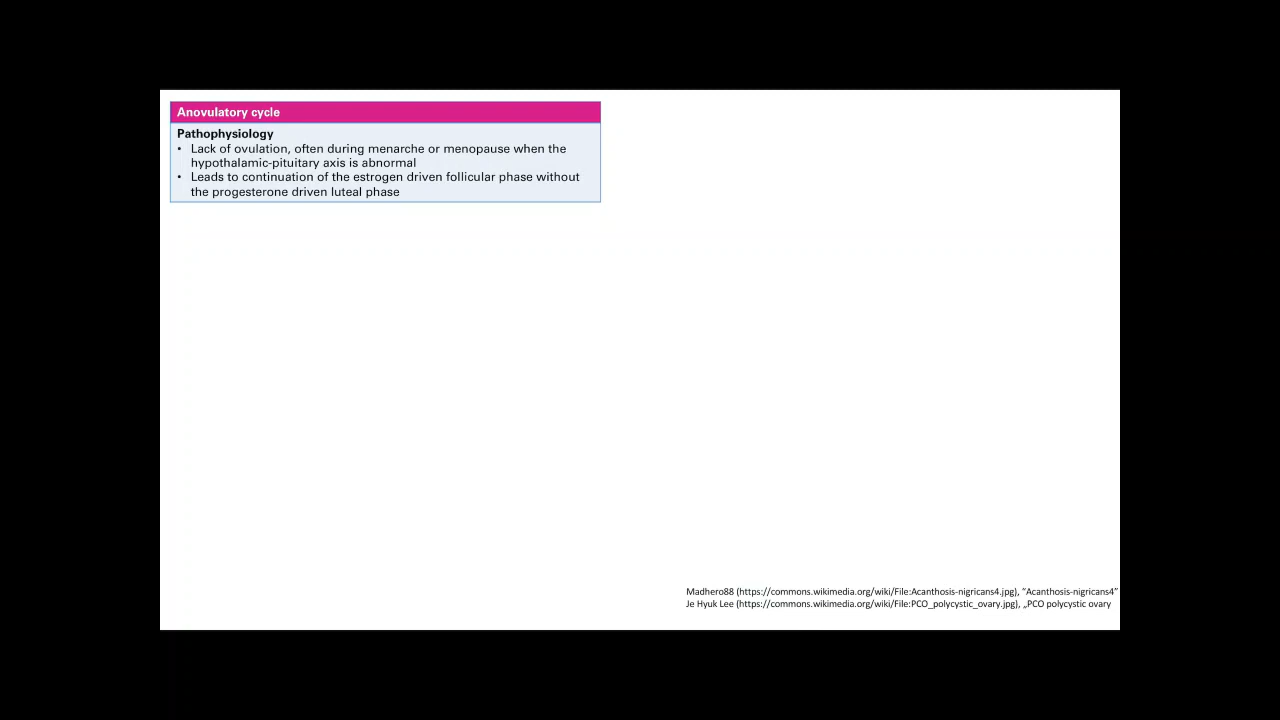 Anovulatory cycle
Pathophysiology
• Lack of ovulation, often during menarche or menopause when the
hypothalamic-pituitary axis is abnormal
• Leads to continuation of the estrogen driven follicular phase without
the progesterone driven luteal phase
Madhero88 (https://commons.wikimedia.org/wiki/File:Acanthosis-nigricans4.jpg), “Acanthosis-nigricans4”
Je Hyuk Lee (https://commons.wikimedia.org/wiki/File:PCO_polycystic_ovary.jpg), „PCO polycystic ovary